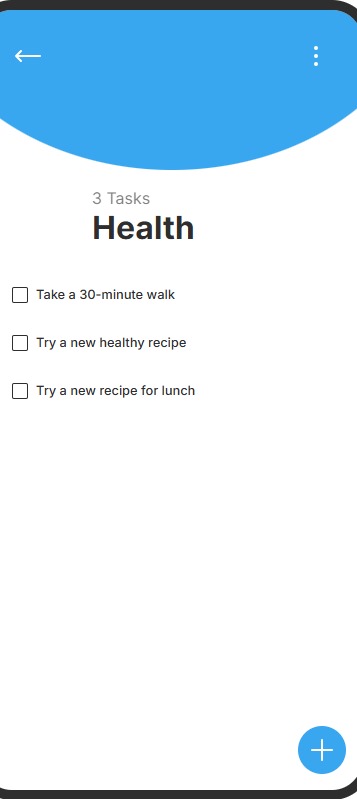 3 Tasks
Health
Take a 30-minute walk
Try a new healthy recipe
Try a new recipe for lunch